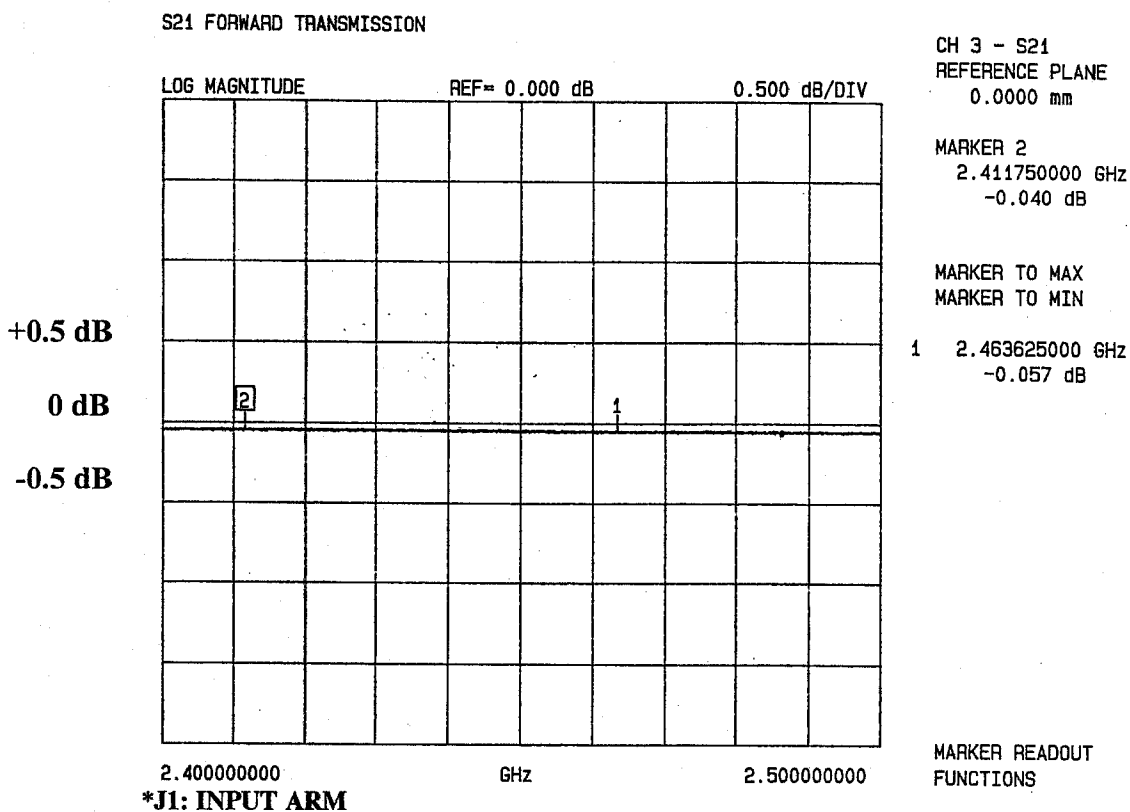 S21 FORWARD TRANSMISSION
LOG MAGNITUDE REF= 0.000 dB 0.500 dB/DIV
CH 3 - S21
REFERENCE PLANE
0.0000 mm
MARKER 2
2.411750000 GHz
-0.040 dB
MARKER TO MAX
MARKER TO MIN
1 2.463625000 GHz
-0.057 dB
+0.5 dB
0 dB
-0.5 dB
2
1
2.400000000 GHz 2.500000000
*J1: INPUT ARM
MARKER READOUT
FUNCTIONS